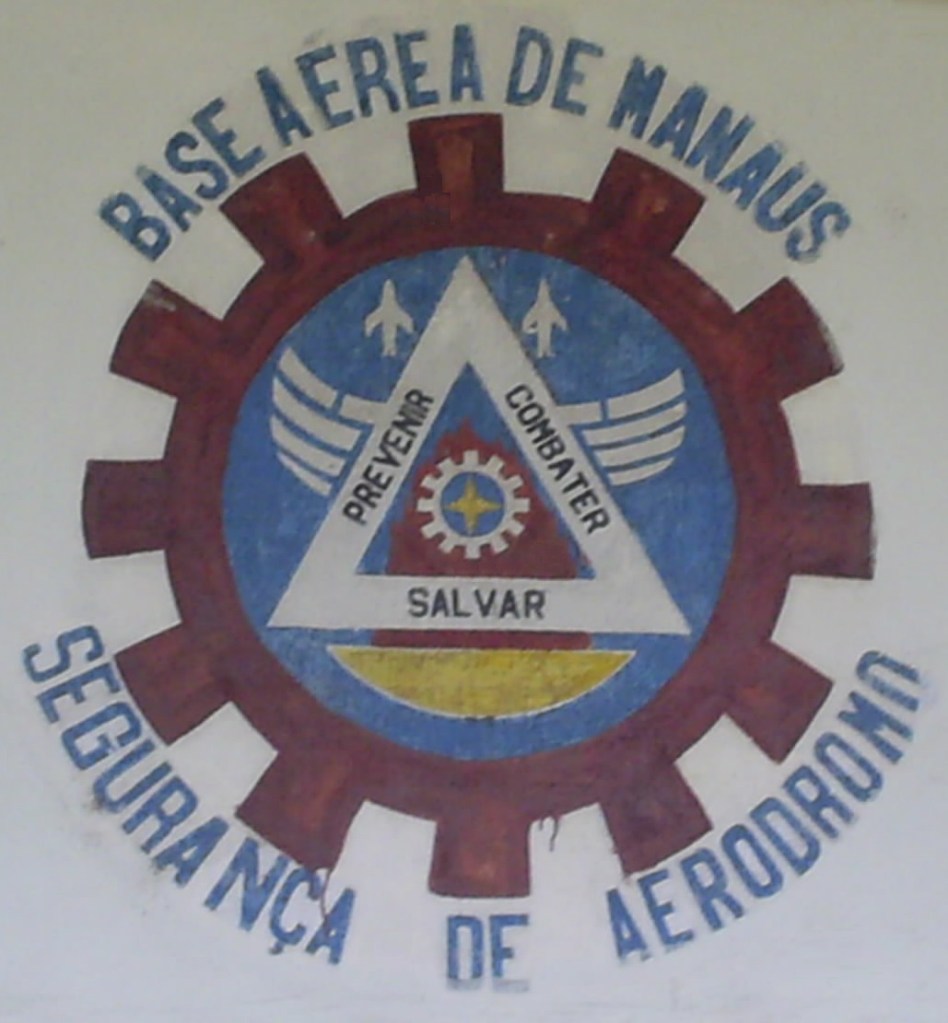 BASE AEREA DE MANAUS
PREVENIR
COMBATER
SALVAR
SEGURANÇA DE AERODROMO